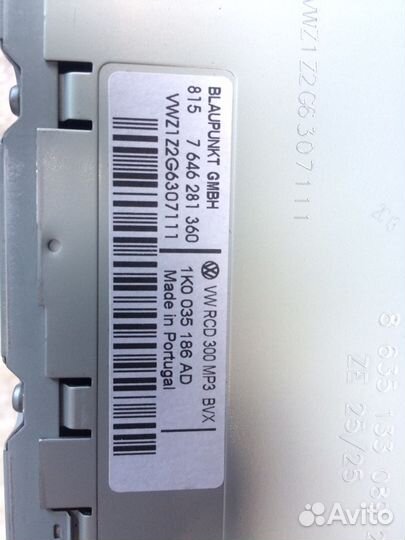 BLAUPUNKT GMBH
815 7 646 281 360
VWZ1Z2G6307111
VW RCD 300 MP3 BVX
1K0 035 186 AD
Made in Portugal
VWZ1Z2G6307111
8 635 133
ZE 25/25
Avito